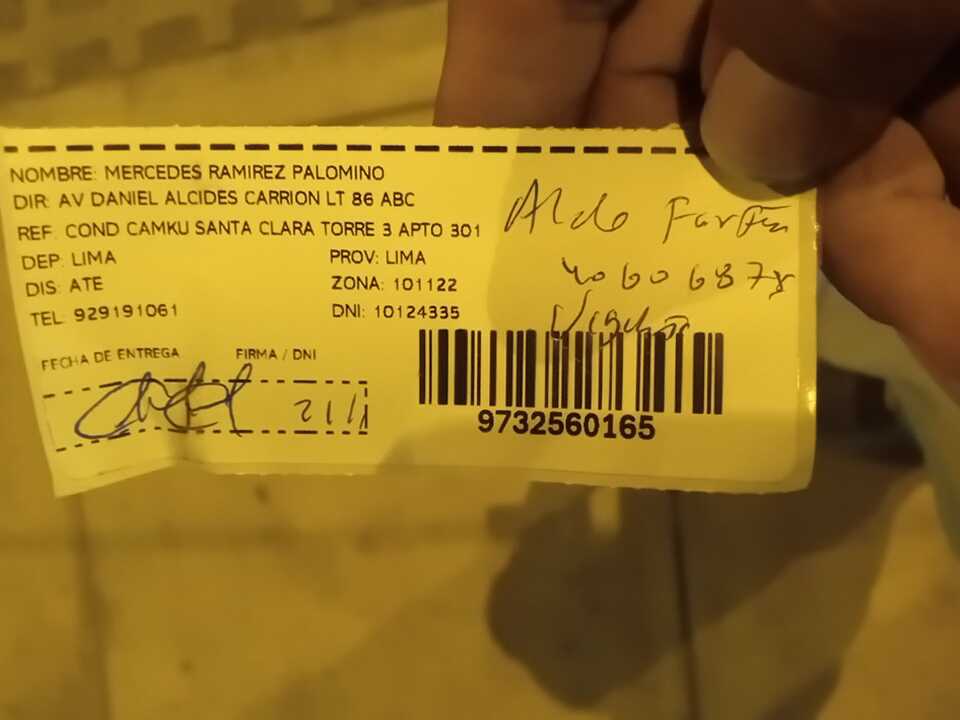 NOMBRE: MERCEDES RAMIREZ PALOMINO
DIR: AV DANIEL ALCIDES CARRION LT 86 ABC
REF: COND CAMKU SANTA CLARA TORRE 3 APTO 301
DEP: LIMA PROV: LIMA
DIS: ATE ZONA: 101122
TEL: 929191061 DNI: 10124335
FECHA DE ENTREGA FIRMA / DNI
Aldo
9732560165